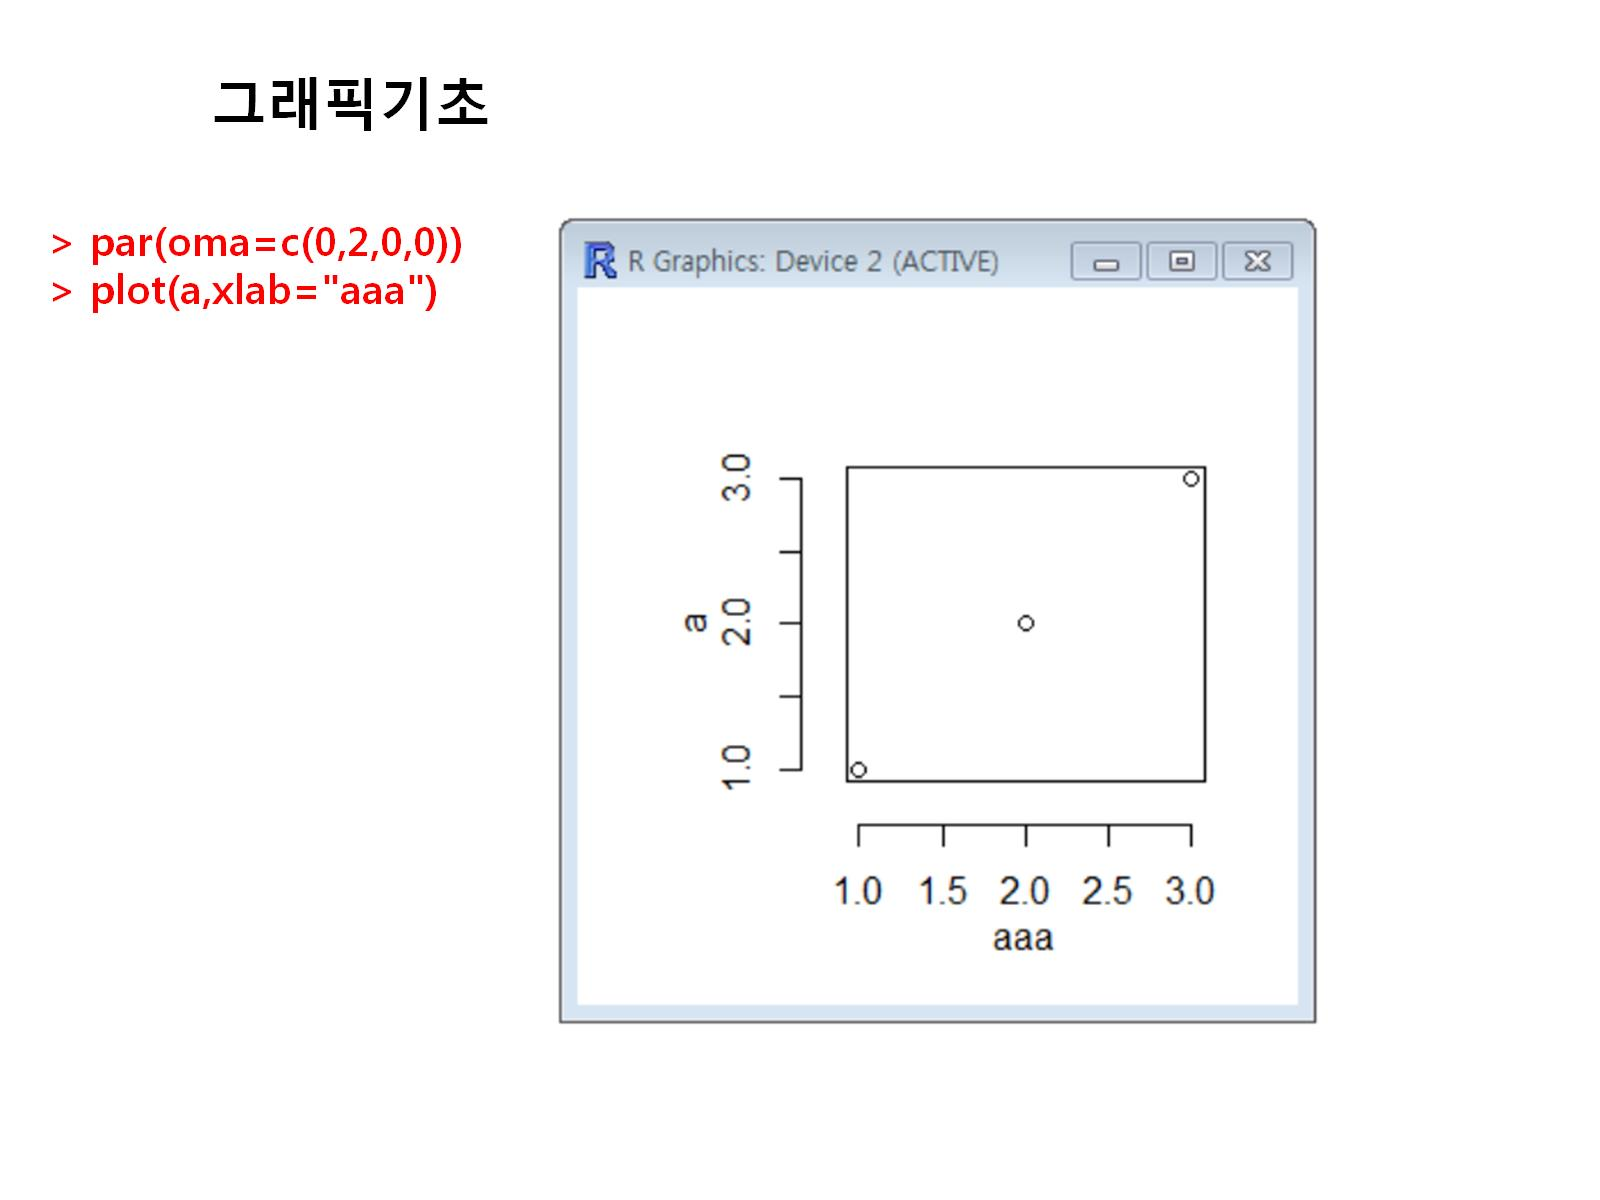 그래픽기초
> par(oma=c(0,2,0,0))
> plot(a,xlab="aaa")
R Graphics: Device 2 (ACTIVE)
3.0
2.0
1.0
a
1.0 1.5 2.0 2.5 3.0
aaa